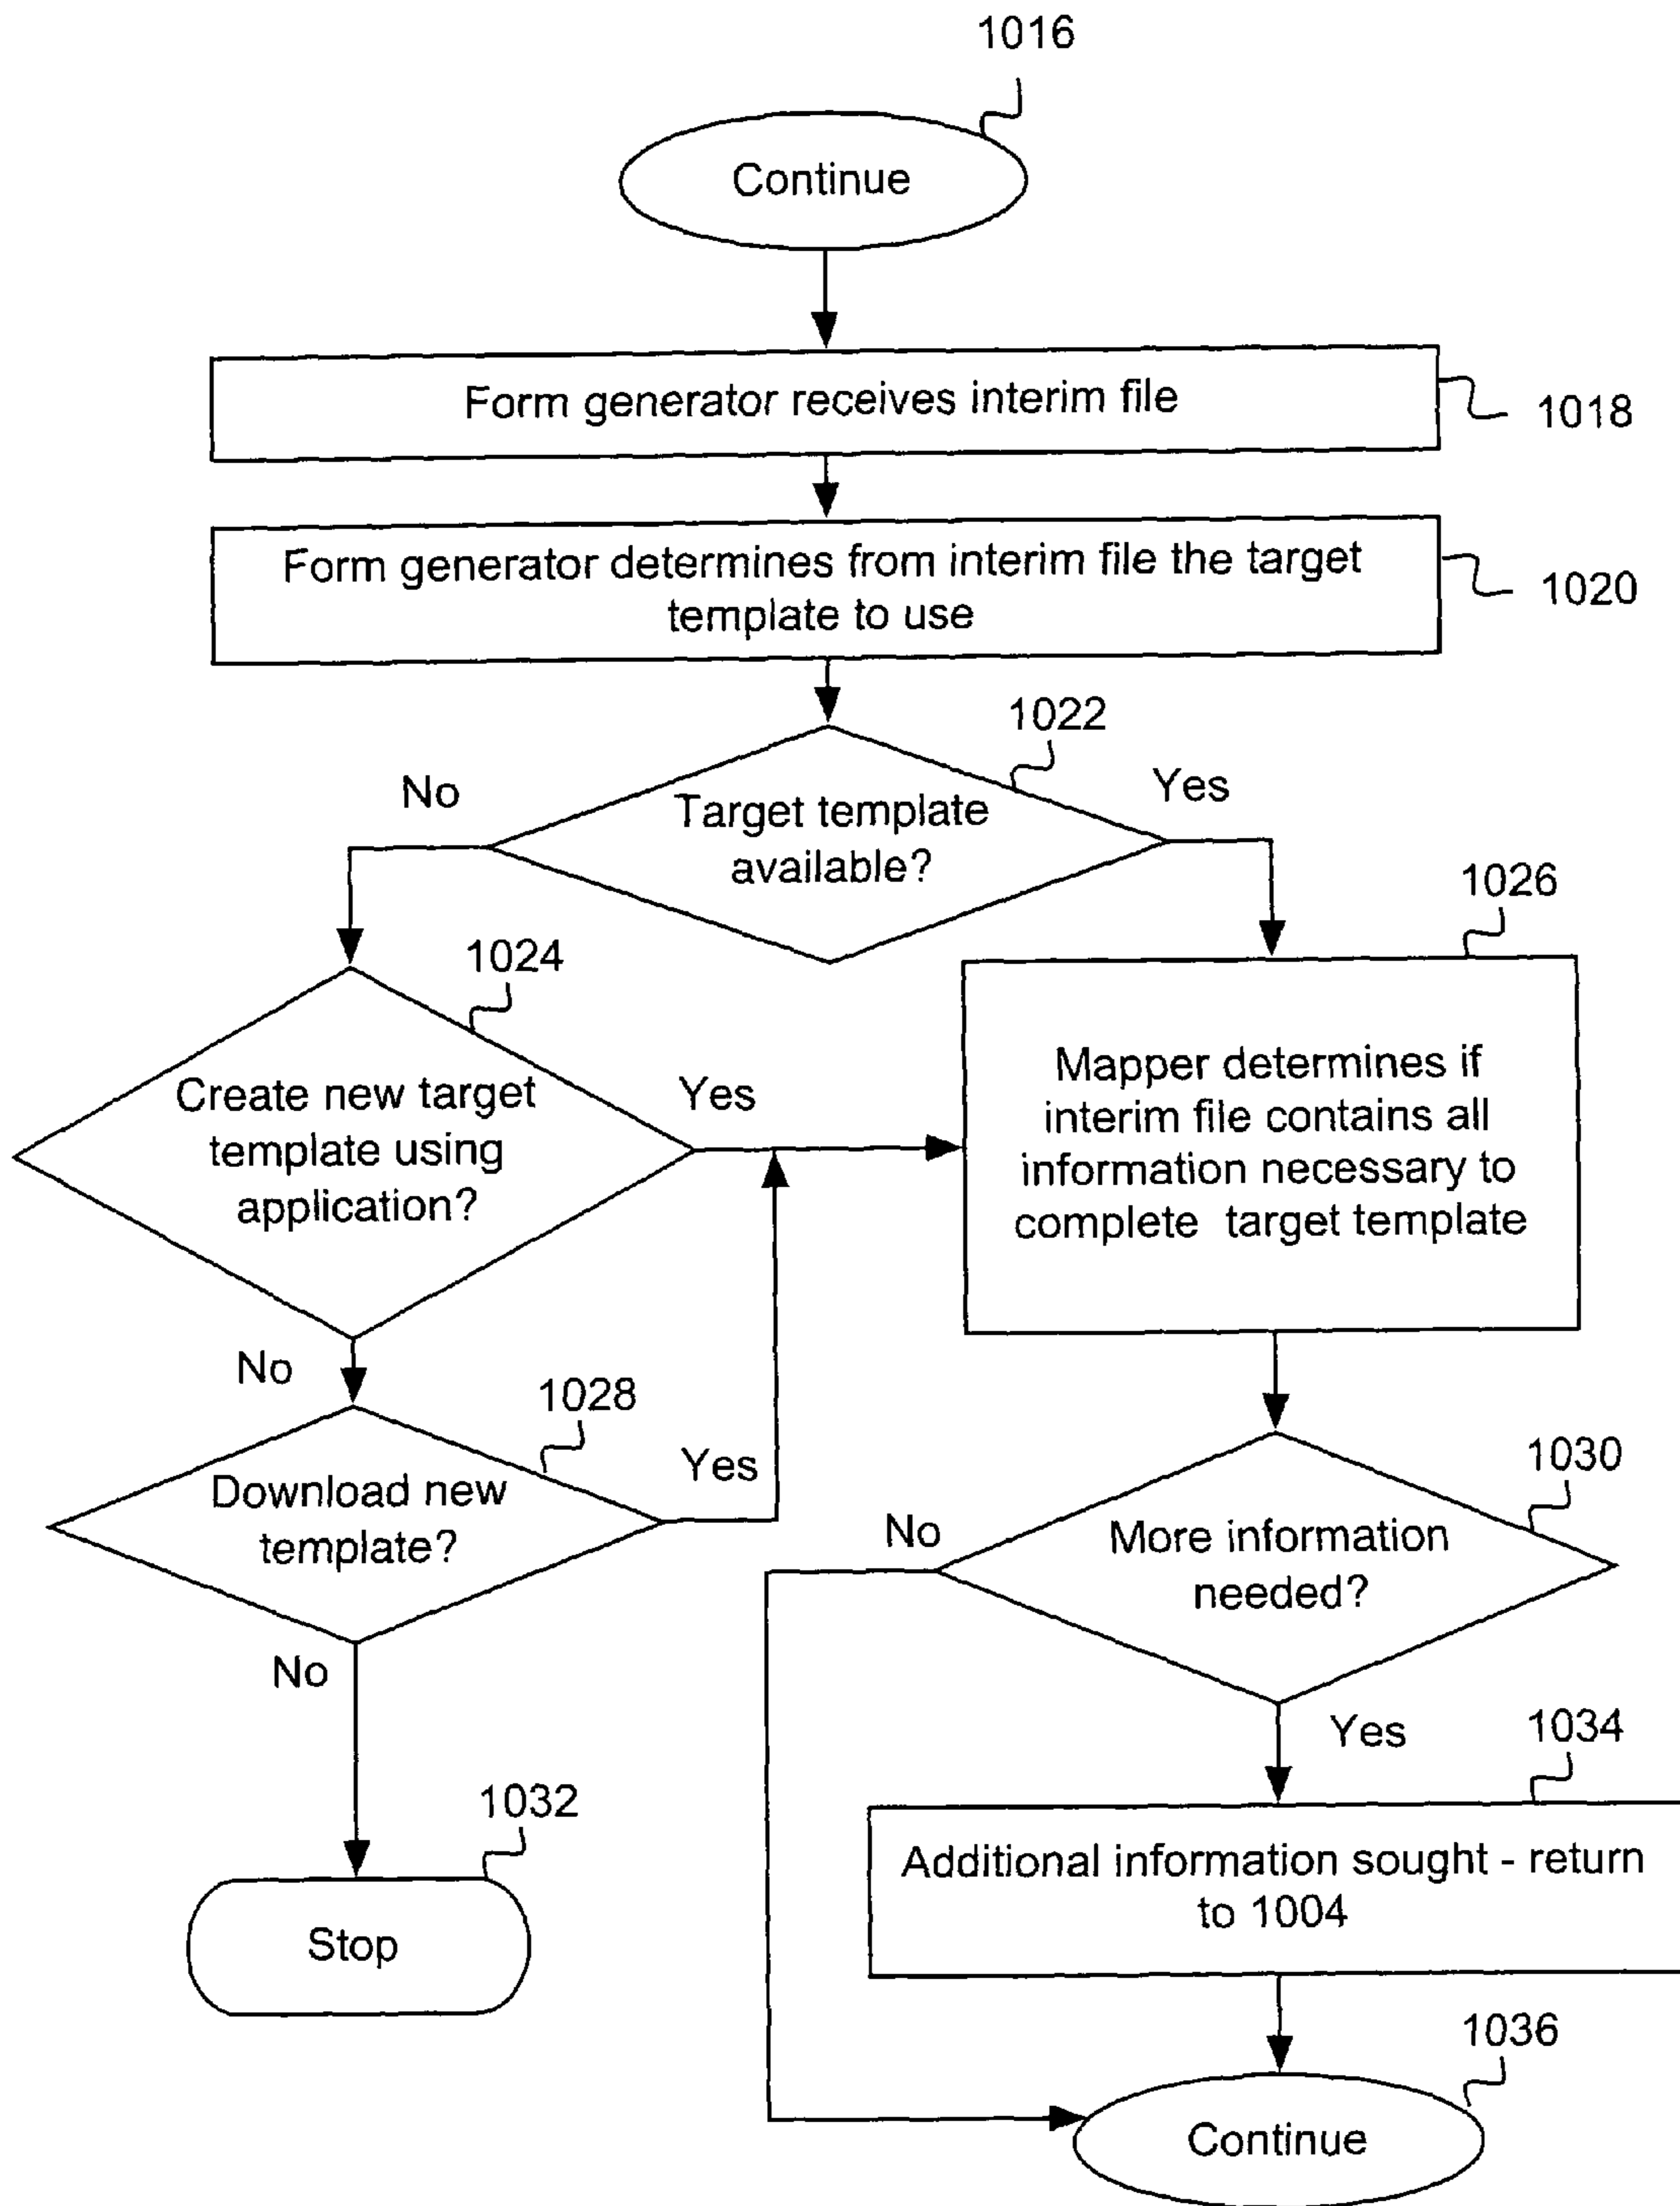 1016
Continue
Form generator receives interim file
1018
Form generator determines from interim file the target
template to use
1020
1022
No
Yes
Target template
available?
1026
1024
Create new target
template using
application?
Yes
Mapper determines if
interim file contains all
information necessary to
complete target template
No
1028
Download new
template?
Yes
1030
No
More information
needed?
No
Yes
1034
1032
Additional information sought - return
to 1004
Stop
1036
Continue